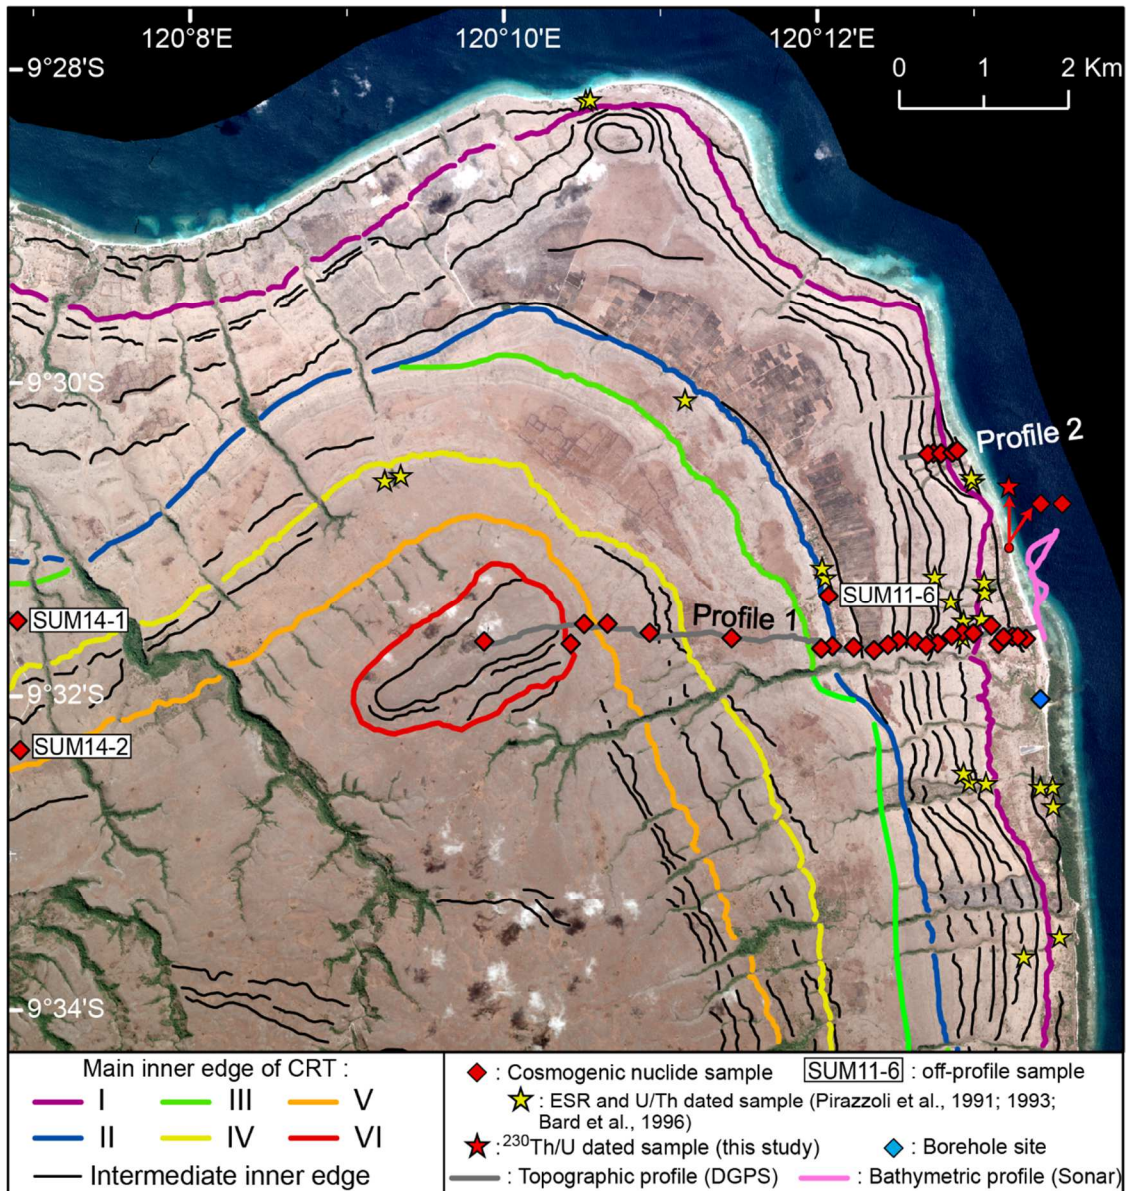 120°8'E 120°10'E 120°12'E
9°28'S
0 1 2 Km
9°30'S
Profile 2
SUM11-6
SUM14-1
Profile 1
9°32'S
SUM14-2
9°34'S
Main inner edge of CRT :
I III V
II IV VI
Intermediate inner edge
: Cosmogenic nuclide sample SUM11-6 : off-profile sample
: ESR and U/Th dated sample (Pirazzoli et al., 1991; 1993;
Bard et al., 1996)
: ²³⁰Th/U dated sample (this study) : Borehole site
: Topographic profile (DGPS) : Bathymetric profile (Sonar)